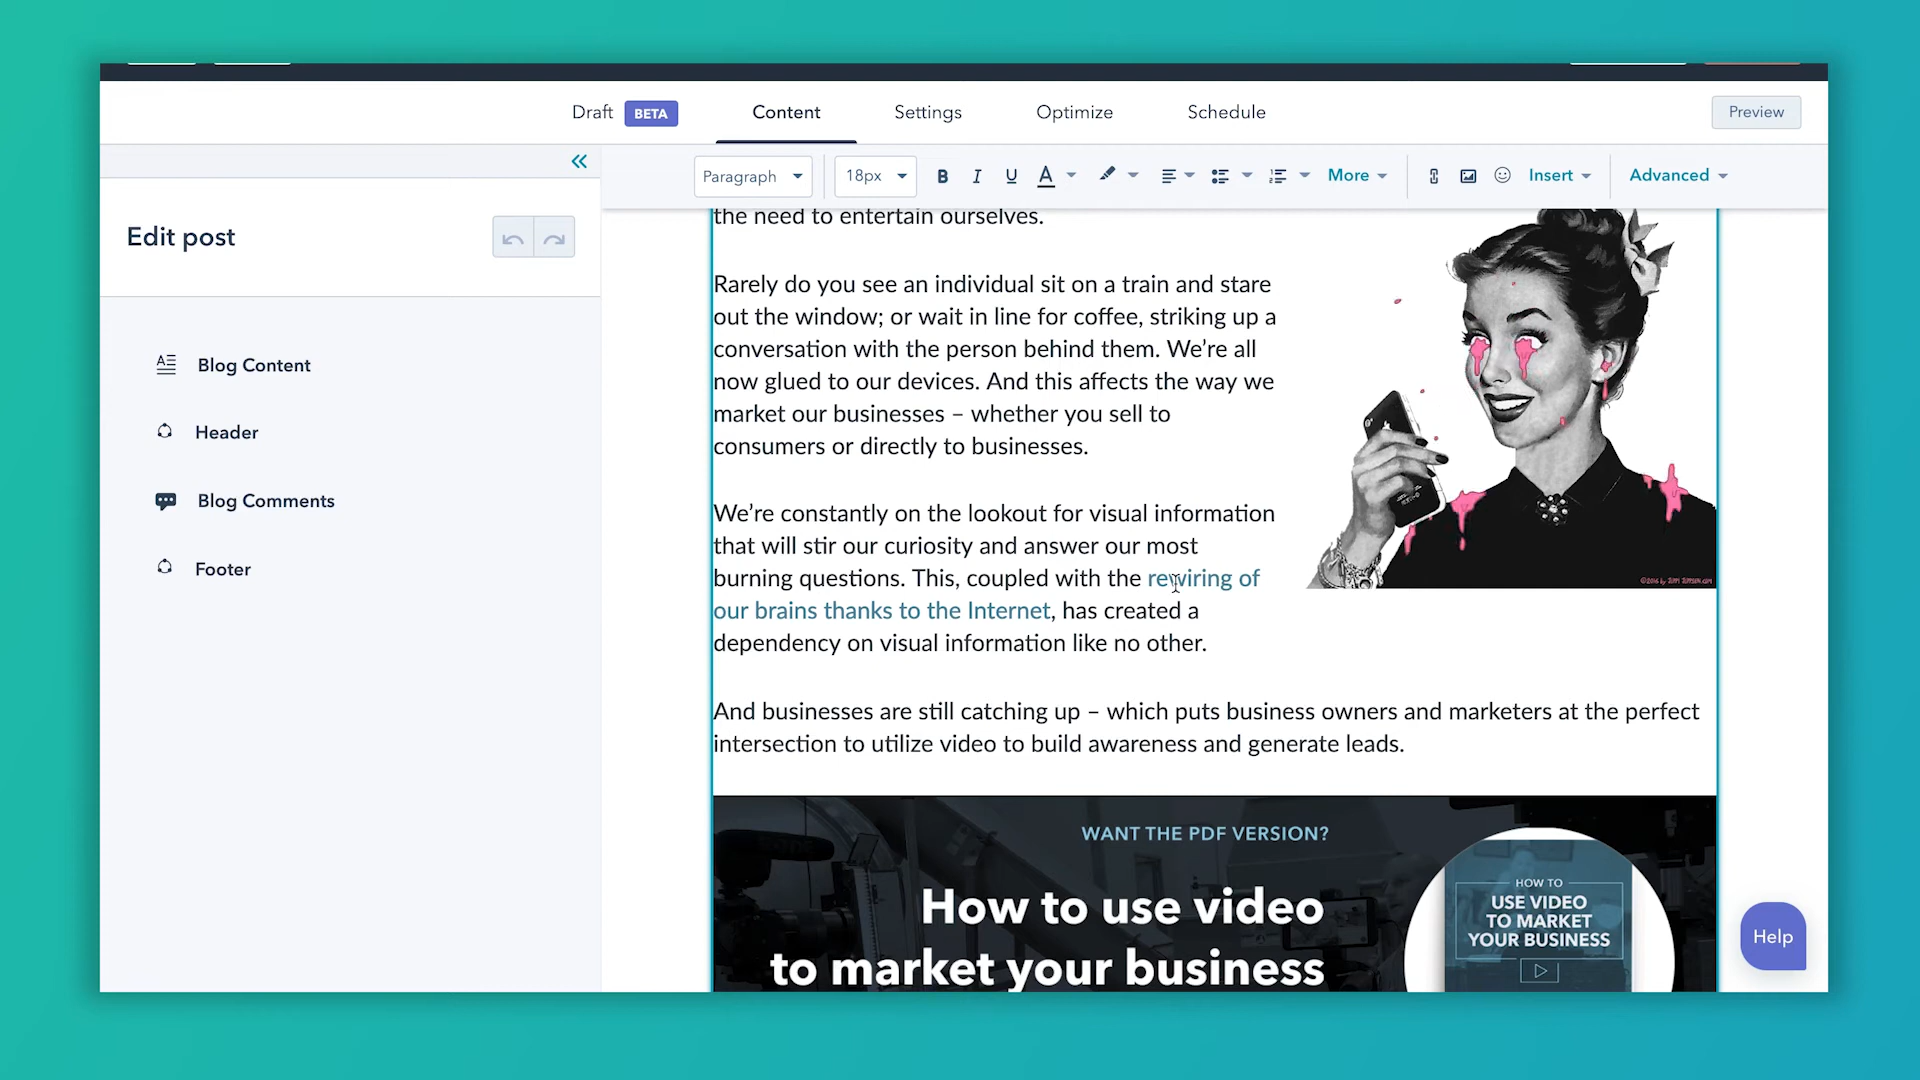 Draft BETA
Content
Settings
Optimize
Schedule
Preview
Paragraph
18px
B
I
U
A
More
Insert
Advanced
Edit post
Blog Content
Header
Blog Comments
Footer
the need to entertain ourselves.
Rarely do you see an individual sit on a train and stare
out the window; or wait in line for coffee, striking up a
conversation with the person behind them. We’re all
now glued to our devices. And this affects the way we
market our businesses – whether you sell to
consumers or directly to businesses.
We’re constantly on the lookout for visual information
that will stir our curiosity and answer our most
burning questions. This, coupled with the rewiring of
our brains thanks to the Internet, has created a
dependency on visual information like no other.
And businesses are still catching up – which puts business owners and marketers at the perfect
intersection to utilize video to build awareness and generate leads.
WANT THE PDF VERSION?
How to use video
to market your business
HOW TO
USE VIDEO
TO MARKET
YOUR BUSINESS
Help